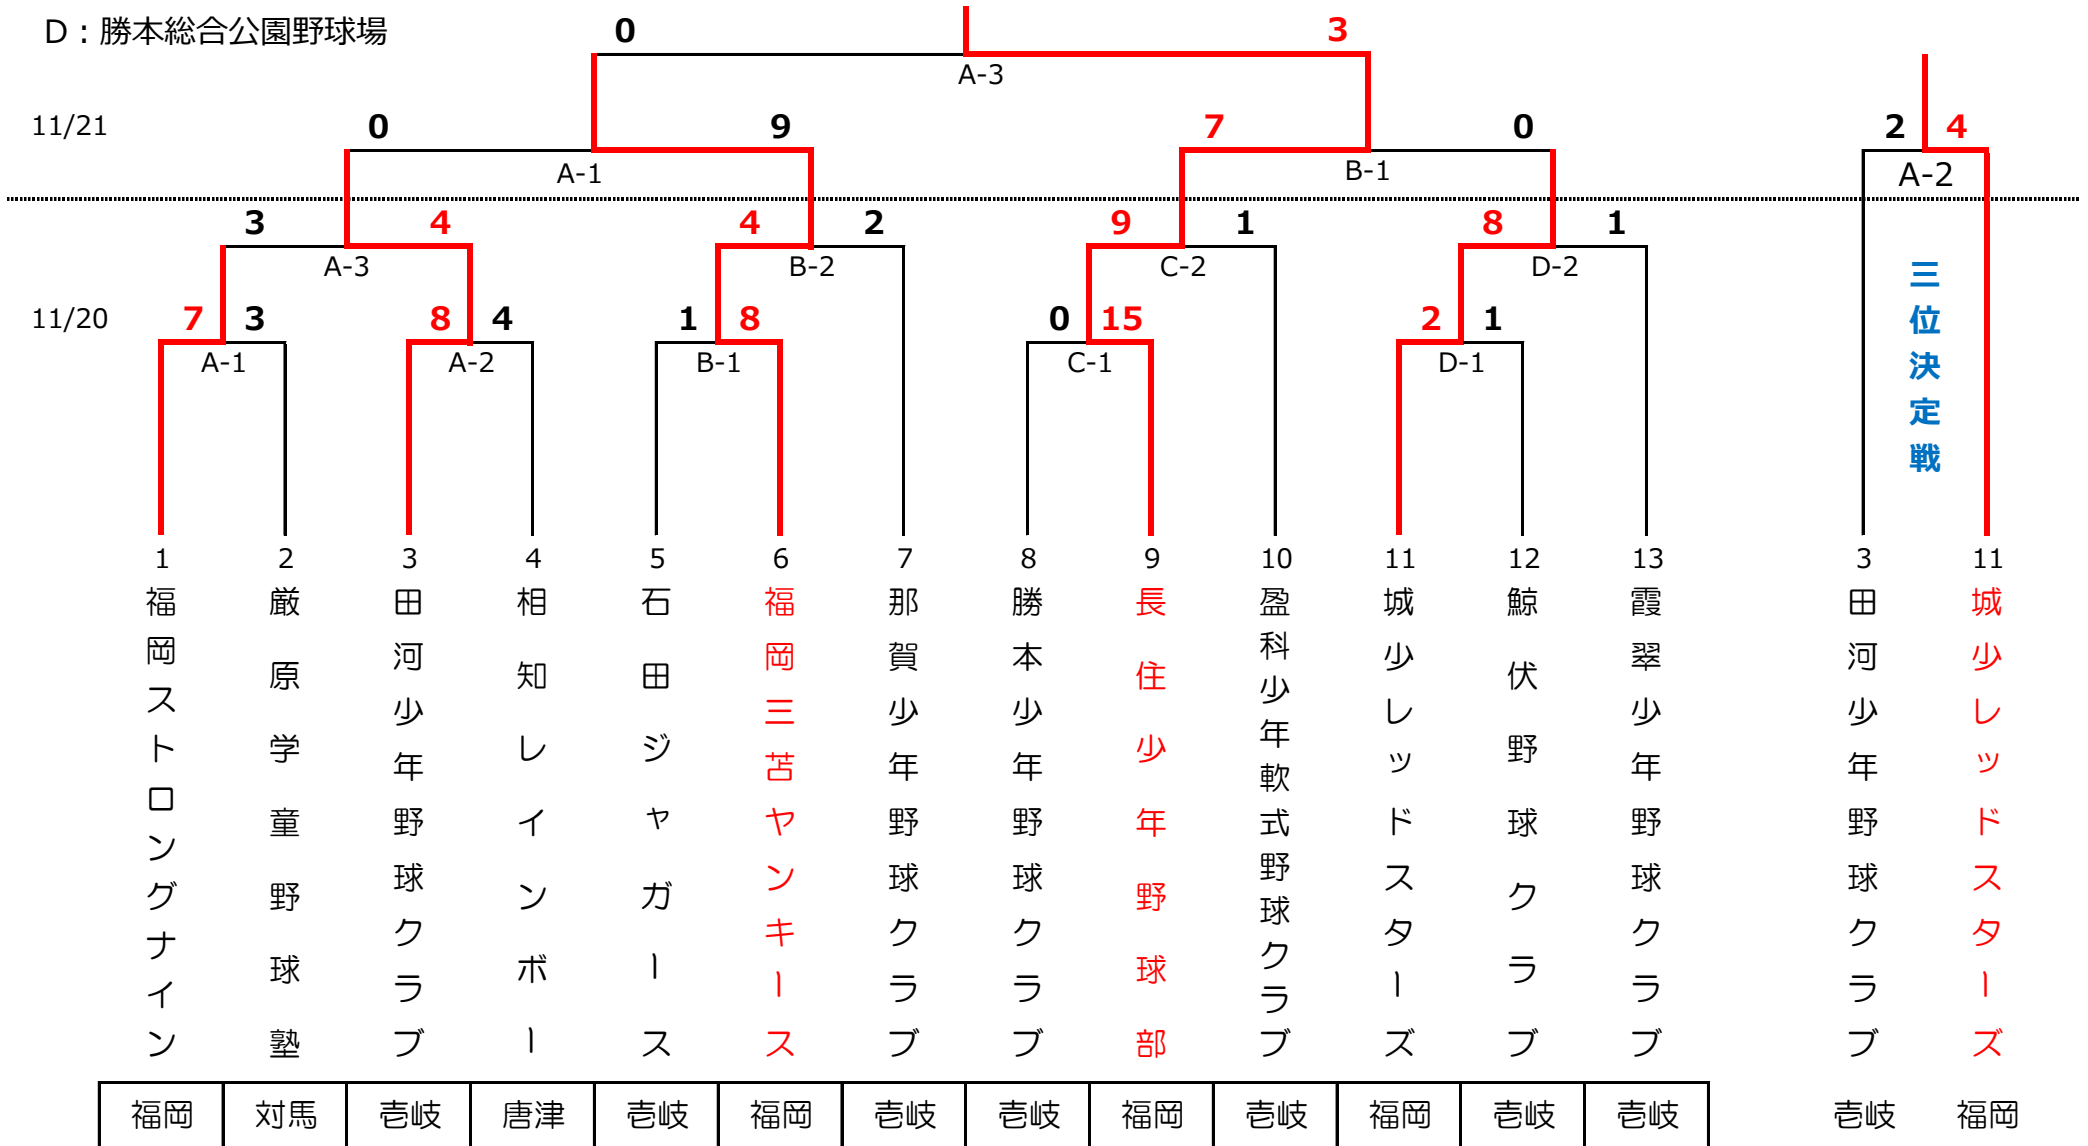 D：勝本総合公園野球場
0 3
A-3
11/21
0 9 7 0 2 4
A-1 B-1 A-2
3 4 4 2 9 1 8 1
A-3 B-2 C-2 D-2
11/20
7 3 8 4 1 8 0 15 2 1
A-1 A-2 B-1 C-1 D-1
三位決定戦
1 2 3 4 5 6 7 8 9 10 11 12 13 3 11
福岡ストロングナイン
厳原学童野球塾
田河少年野球クラブ
相知レインボー
石田ジャガース
福岡三苫ヤンキース
那賀少年野球クラブ
勝本少年野球クラブ
長住少年野球部
盈科少年軟式野球クラブ
城少レッドスターズ
鯨伏野球クラブ
霞翠少年野球クラブ
田河少年野球クラブ
城少レッドスターズ
福岡 対馬 壱岐 唐津 壱岐 福岡 壱岐 壱岐 福岡 壱岐 福岡 壱岐 壱岐 壱岐 福岡